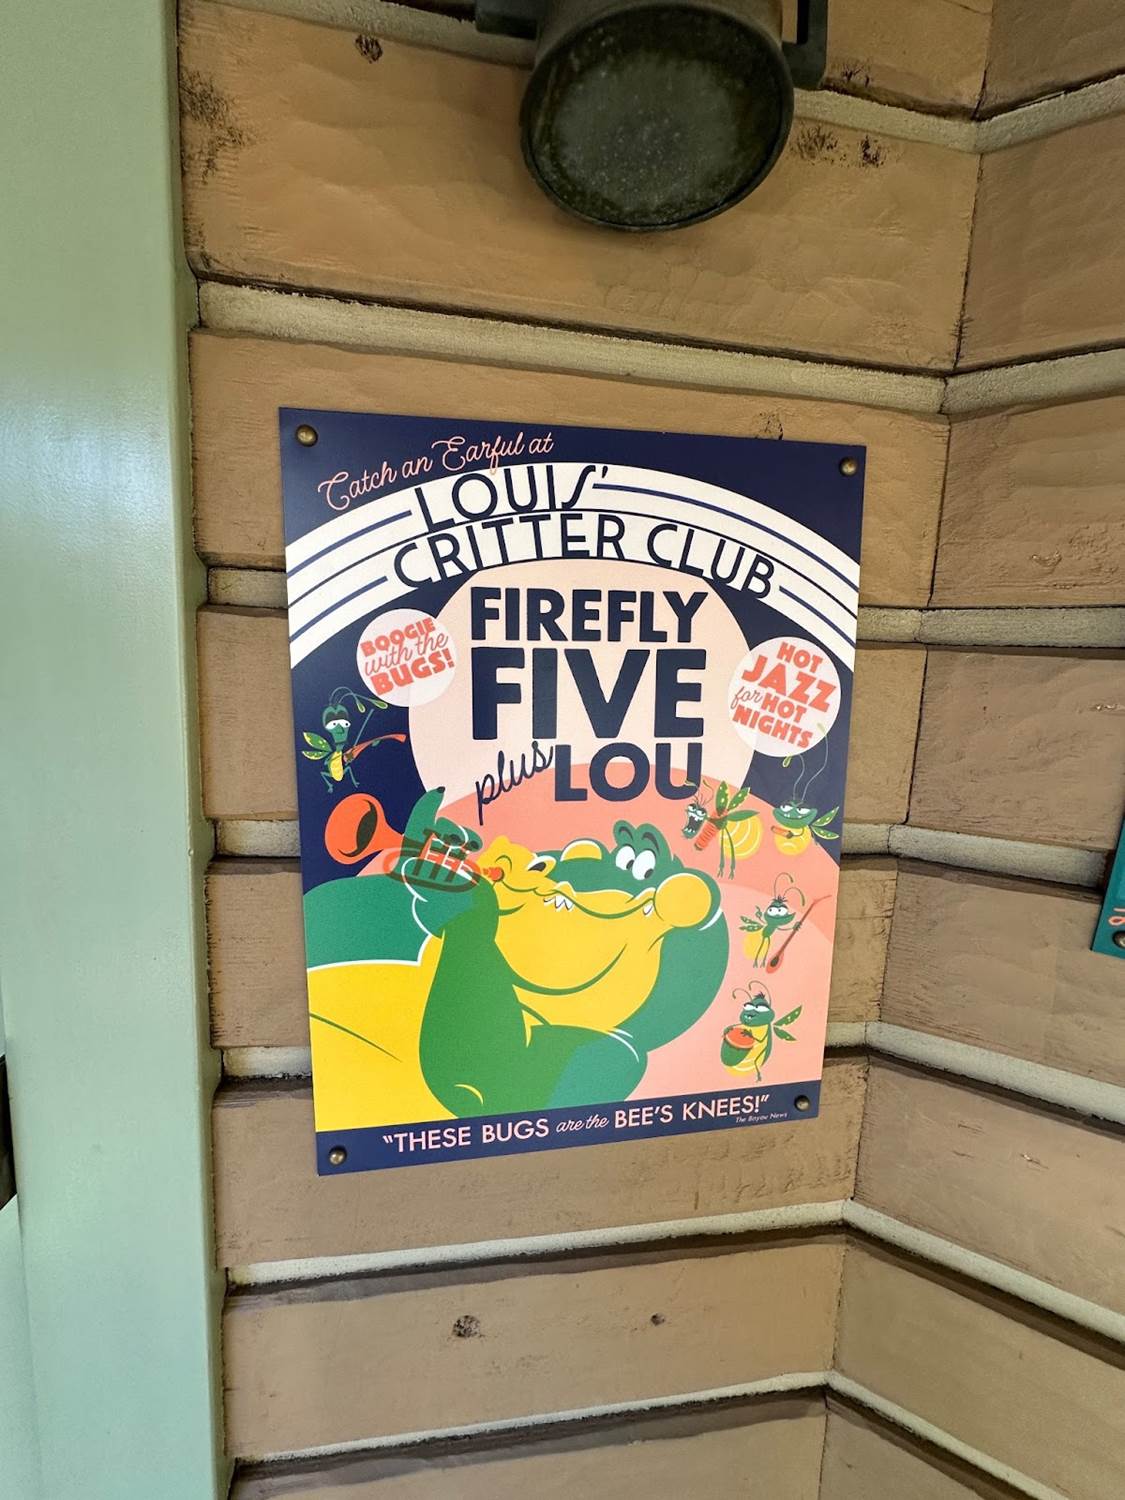 Catch an Earful at
LOUIS'
CRITTER CLUB
FIREFLY
FIVE
plus LOU
BOOGIE
with the
BUGS!
HOT
JAZZ
for HOT
NIGHTS
"THESE BUGS are the BEE'S KNEES!"
The Bayou News